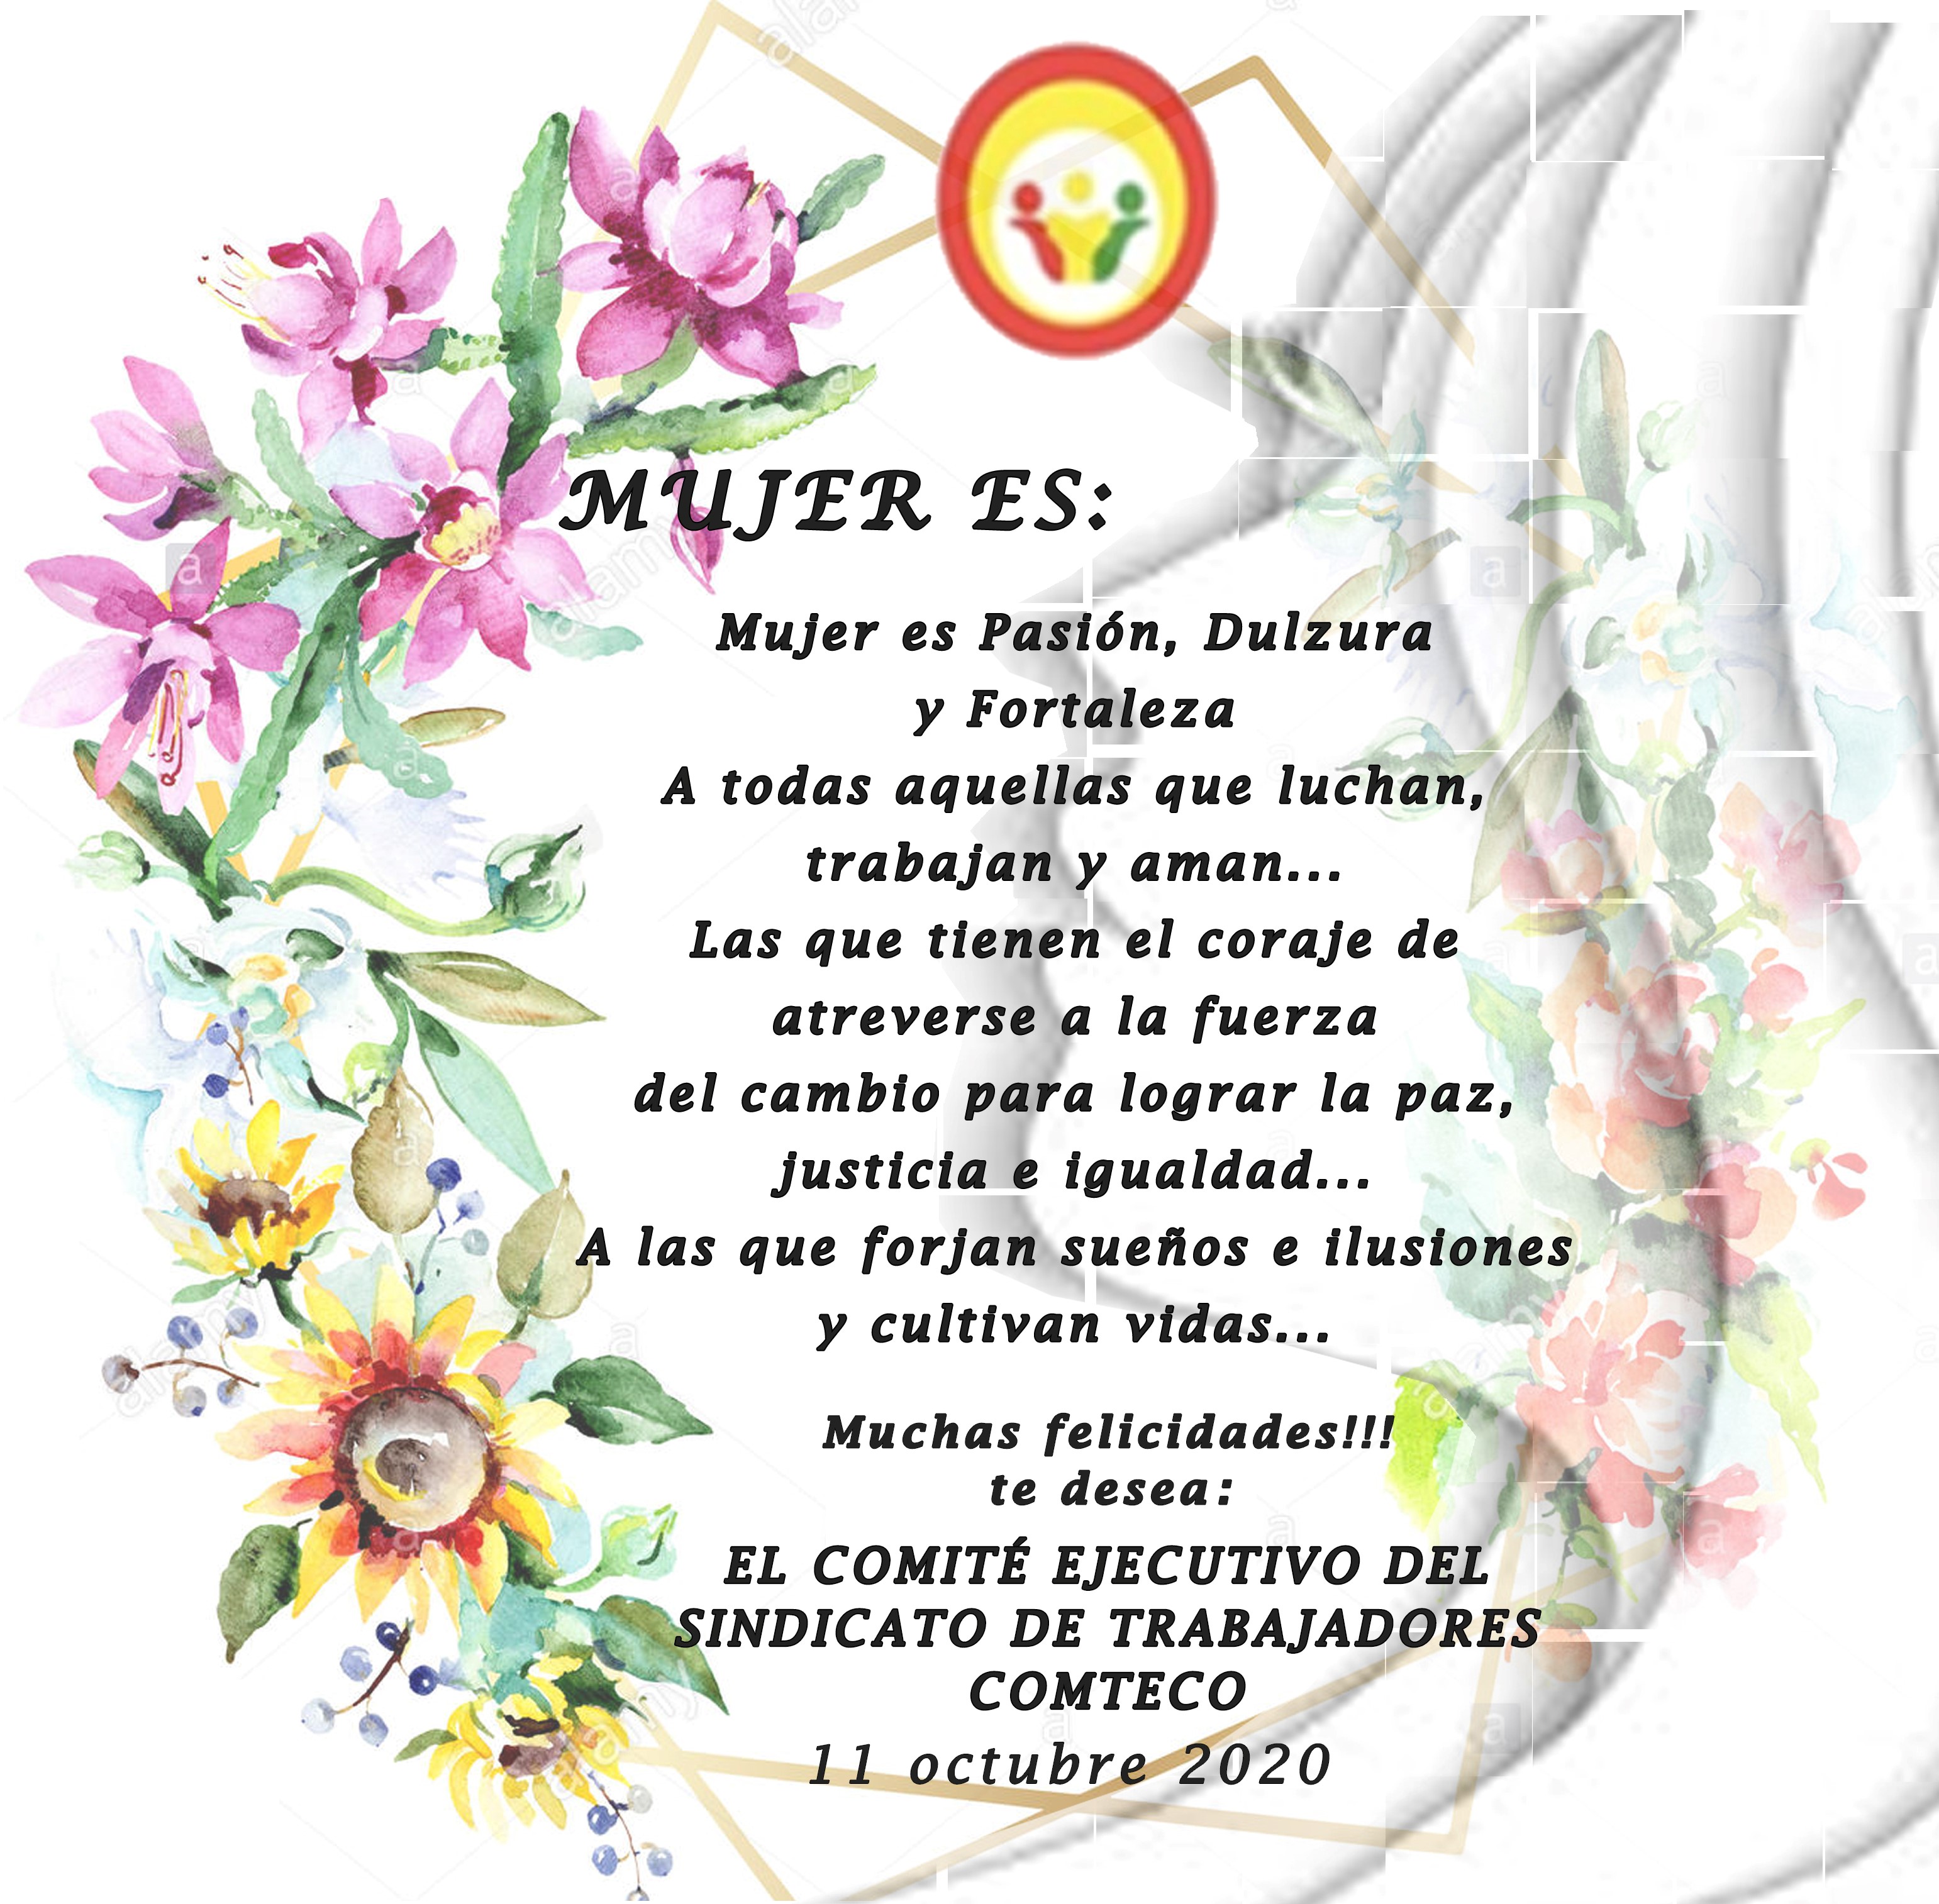 MUJER ES:
Mujer es Pasión, Dulzura
y Fortaleza
A todas aquellas que luchan,
trabajan y aman...
Las que tienen el coraje de
atreverse a la fuerza
del cambio para lograr la paz,
justicia e igualdad...
A las que forjan sueños e ilusiones
y cultivan vidas...
Muchas felicidades!!!
te desea:
EL COMITÉ EJECUTIVO DEL
SINDICATO DE TRABAJADORES
COMTECO
11 octubre 2020